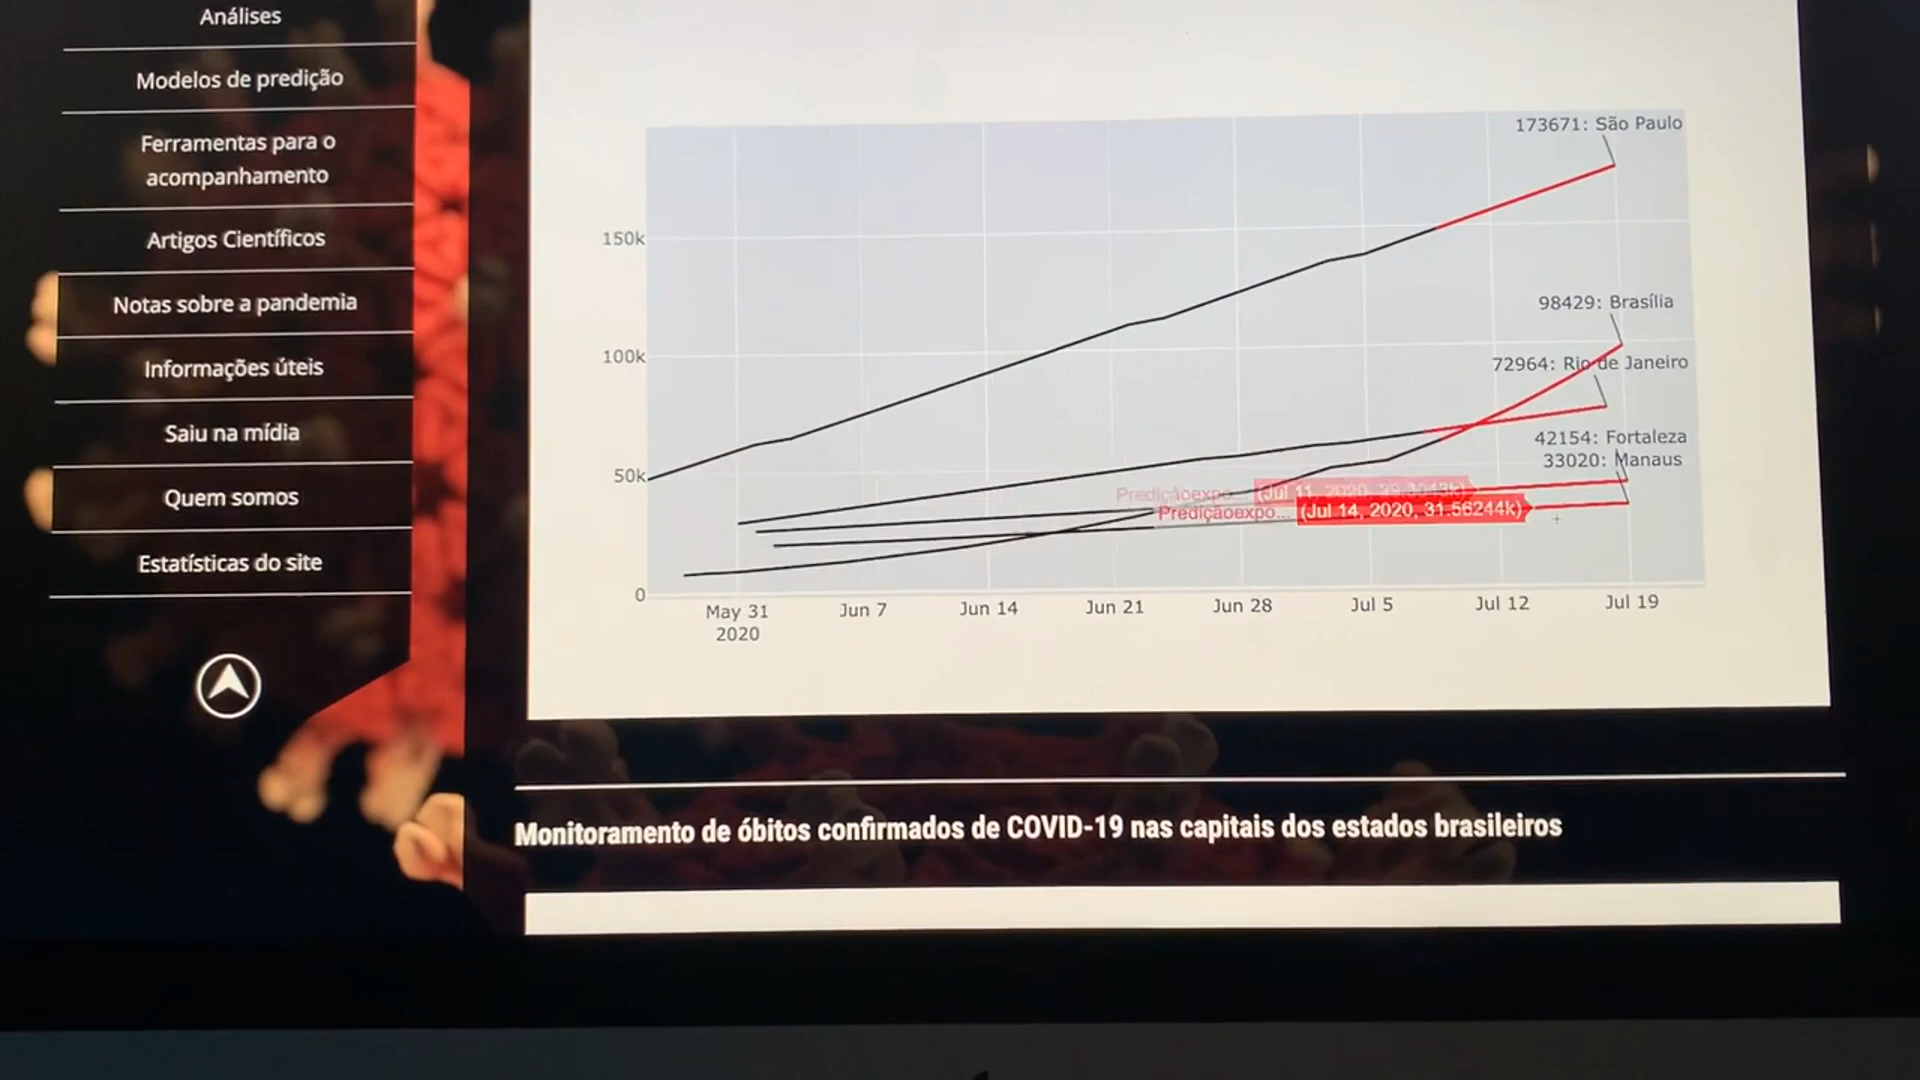 Análises
Modelos de predição
Ferramentas para o
acompanhamento
Artigos Científicos
Notas sobre a pandemia
Informações úteis
Saiu na mídia
Quem somos
Estatísticas do site
173671: São Paulo
150k
98429: Brasília
100k
72964: Rio de Janeiro
42154: Fortaleza
33020: Manaus
50k
Prediçãoexpo...
Prediçãoexpo... (Jul 14, 2020, 31.56244k)
0
May 31
2020
Jun 7
Jun 14
Jun 21
Jun 28
Jul 5
Jul 12
Jul 19
Monitoramento de óbitos confirmados de COVID-19 nas capitais dos estados brasileiros